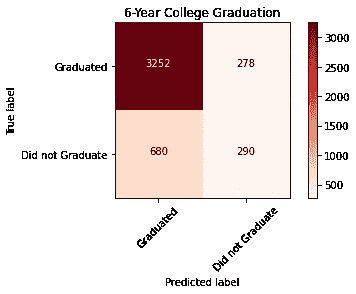 6-Year College Graduation
True label
Graduated
Did not Graduate
3252
278
680
290
Graduated
Did not Graduate
Predicted label
3000
2500
2000
1500
1000
500